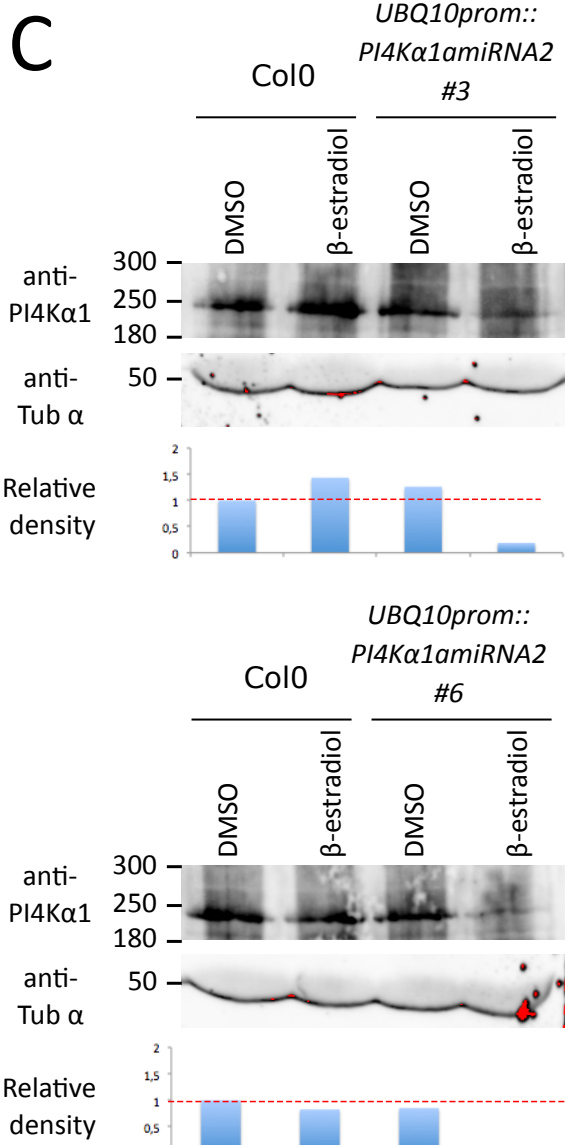 C
UBQ10prom::
PI4Kα1amiRNA2
#3
Col0
DMSO
β-estradiol
DMSO
β-estradiol
anti-
PI4Kα1
300
250
180
anti-
Tub α
50
Relative
density
2
1,5
1
0,5
0
UBQ10prom::
PI4Kα1amiRNA2
#6
Col0
DMSO
β-estradiol
DMSO
β-estradiol
anti-
PI4Kα1
300
250
180
anti-
Tub α
50
Relative
density
2
1,5
1
0,5